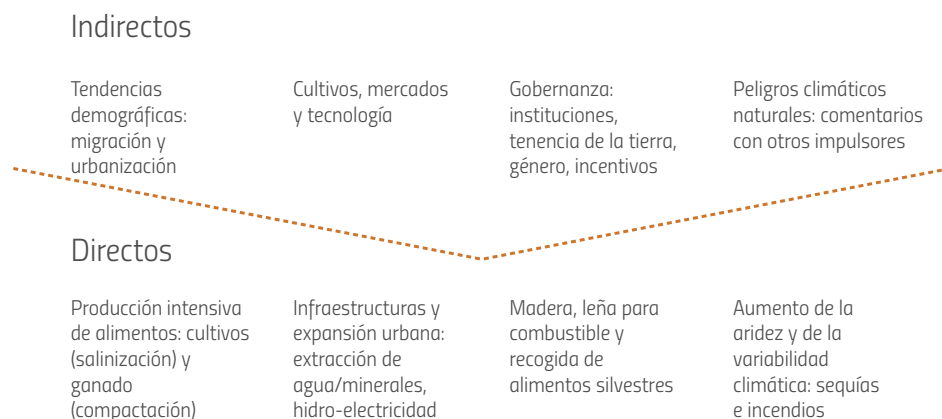 Indirectos
Tendencias
demográficas:
migración y
urbanización
Cultivos, mercados
y tecnología
Gobernanza:
instituciones,
tenencia de la tierra,
género, incentivos
Peligros climáticos
naturales: comentarios
con otros impulsores
Directos
Producción intensiva
de alimentos: cultivos
(salinización) y
ganado
(compactación)
Infraestructuras y
expansión urbana:
extracción de
agua/minerales,
hidro-electricidad
Madera, leña para
combustible y
recogida de
alimentos silvestres
Aumento de la
aridez y de la
variabilidad
climática: sequías
e incendios